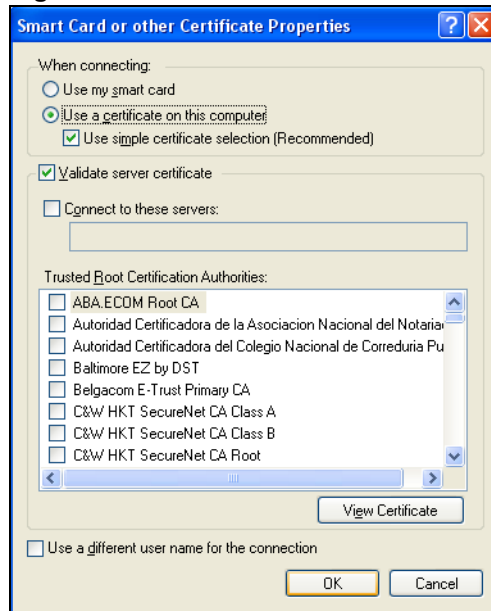 Smart Card or other Certificate Properties
When connecting:
Use my smart card
Use a certificate on this computer
Use simple certificate selection (Recommended)
Validate server certificate
Connect to these servers:
Trusted Root Certification Authorities:
ABA.ECOM Root CA
Autoridad Certificadora de la Asociacion Nacional del Notaria
Autoridad Certificadora del Colegio Nacional de Correduria Pu
Baltimore EZ by DST
Belgacom E-Trust Primary CA
C&W HKT SecureNet CA Class A
C&W HKT SecureNet CA Class B
C&W HKT SecureNet CA Root
View Certificate
Use a different user name for the connection
OK Cancel